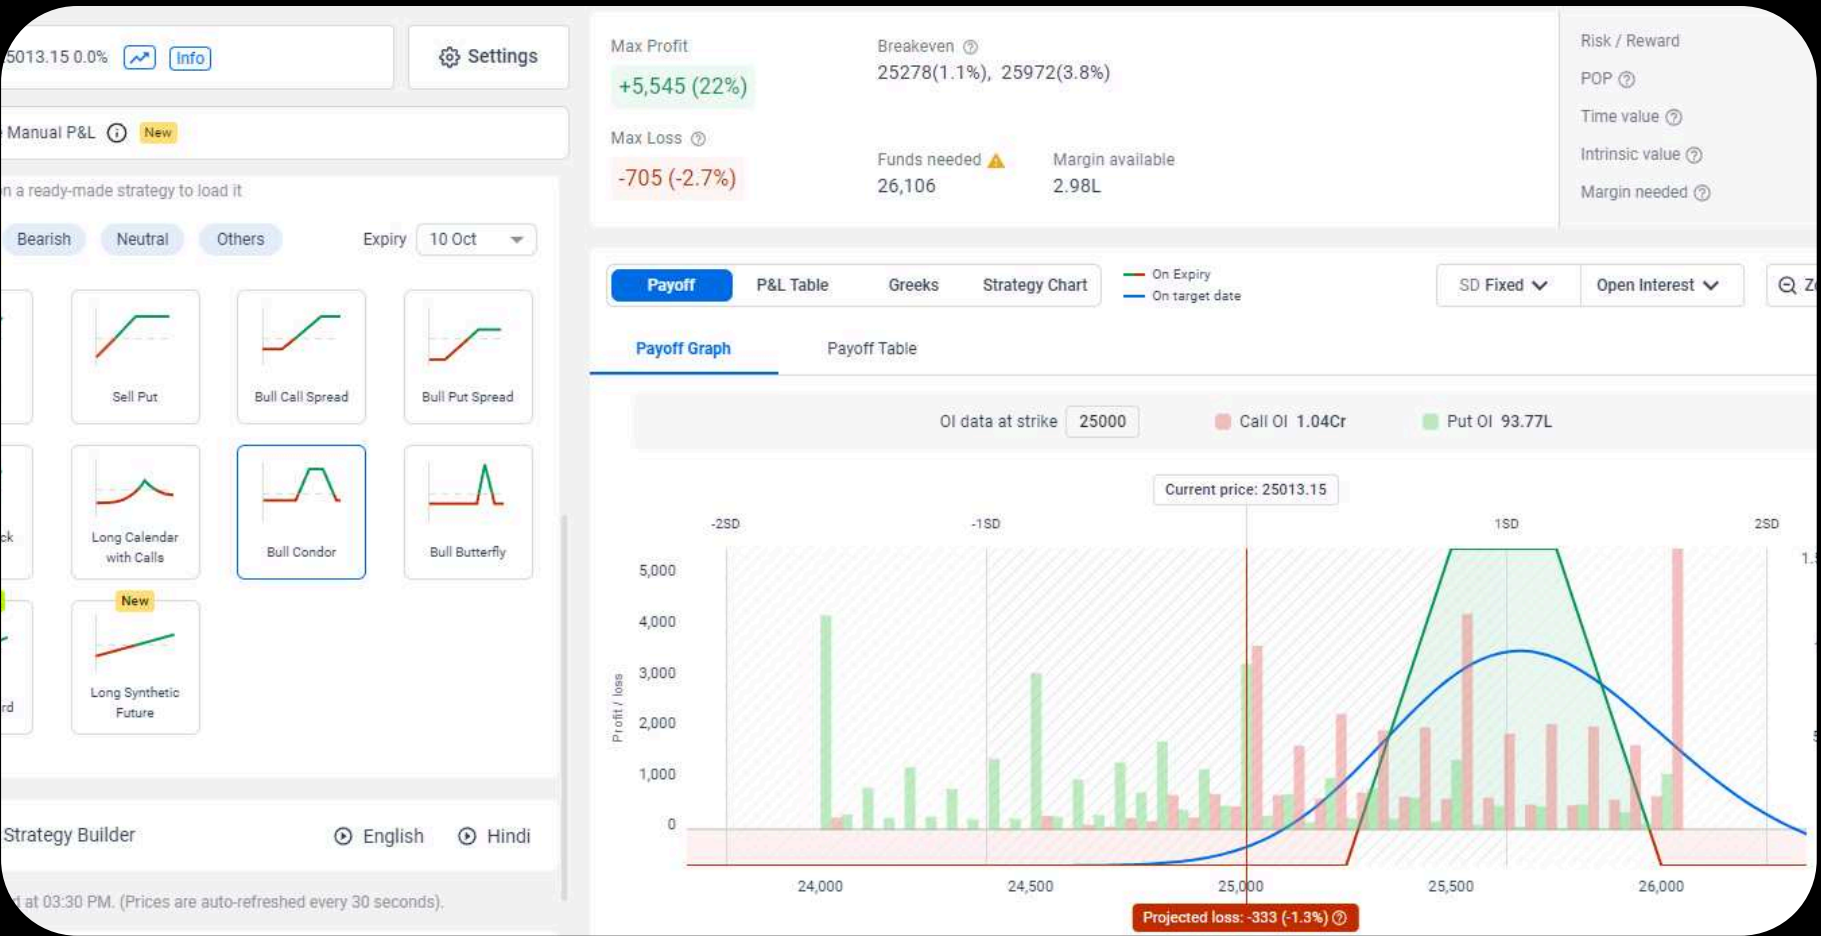 5013.15 0.0% Info
Settings
Manual P&L New
n a ready-made strategy to load it
Bearish Neutral Others Expiry 10 Oct
Sell Put
Bull Call Spread
Bull Put Spread
ck
Long Calendar
with Calls
Bull Condor
Bull Butterfly
New
rd
Long Synthetic
Future
Strategy Builder English Hindi
d at 03:30 PM. (Prices are auto-refreshed every 30 seconds).
Max Profit
+5,545 (22%)
Breakeven
25278(1.1%), 25972(3.8%)
Max Loss
-705 (-2.7%)
Funds needed
26,106
Margin available
2.98L
Risk / Reward
POP
Time value
Intrinsic value
Margin needed
Payoff P&L Table Greeks Strategy Chart
On Expiry
On target date
SD Fixed Open Interest Z
Payoff Graph Payoff Table
OI data at strike 25000 Call OI 1.04Cr Put OI 93.77L
Current price: 25013.15
-2SD -1SD 1SD 2SD
1.
5,000
4,000
3,000
2,000
1,000
0
Profit / loss
5
24,000 24,500 25,000 25,500 26,000
Projected loss: -333 (-1.3%)